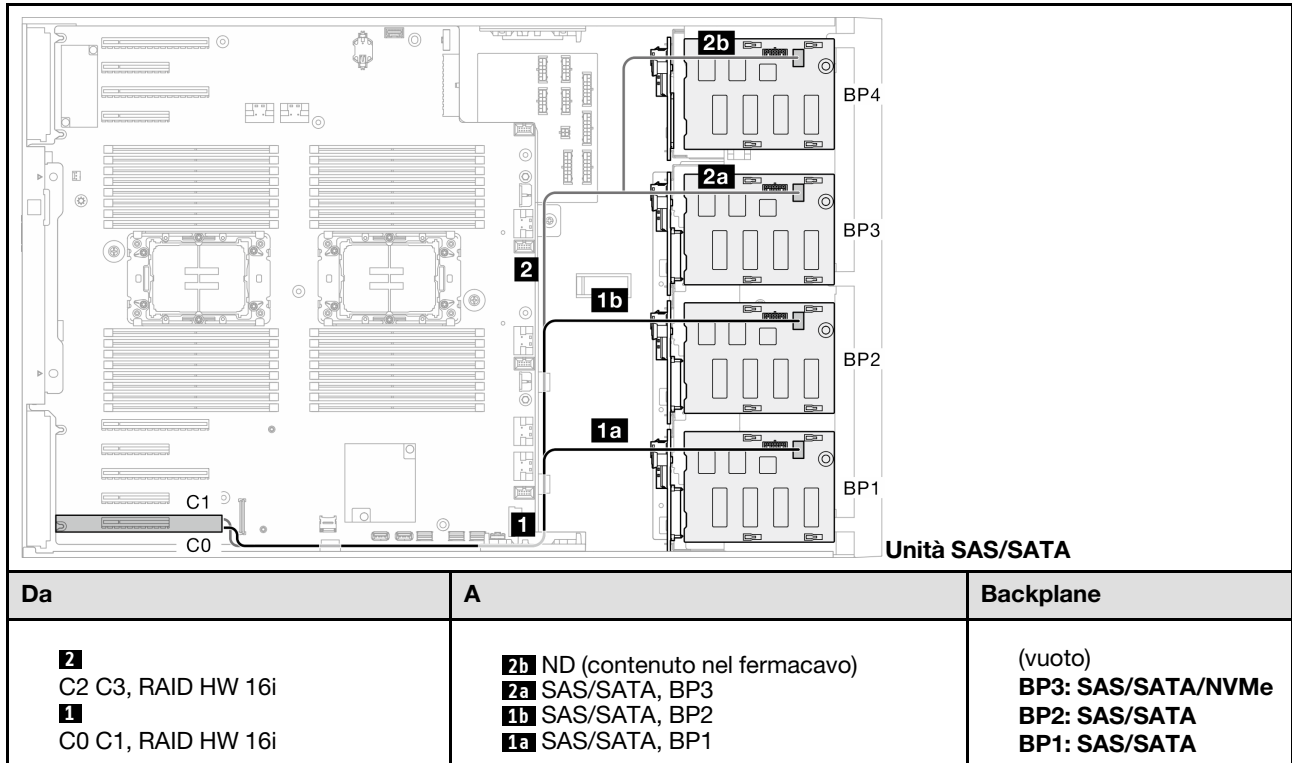 2b
BP4
2a
BP3
2
1b
BP2
1a
BP1
C1
1
C0
Unità SAS/SATA
Da
A
Backplane
2
C2 C3, RAID HW 16i
1
C0 C1, RAID HW 16i
2b ND (contenuto nel fermacavo)
2a SAS/SATA, BP3
1b SAS/SATA, BP2
1a SAS/SATA, BP1
(vuoto)
BP3: SAS/SATA/NVMe
BP2: SAS/SATA
BP1: SAS/SATA